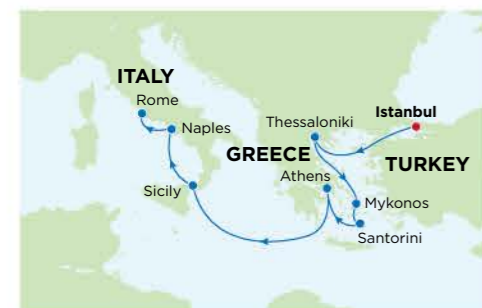 ITALY
Rome
Naples
Sicily
Thessaloniki
Istanbul
GREECE
TURKEY
Athens
Mykonos
Santorini